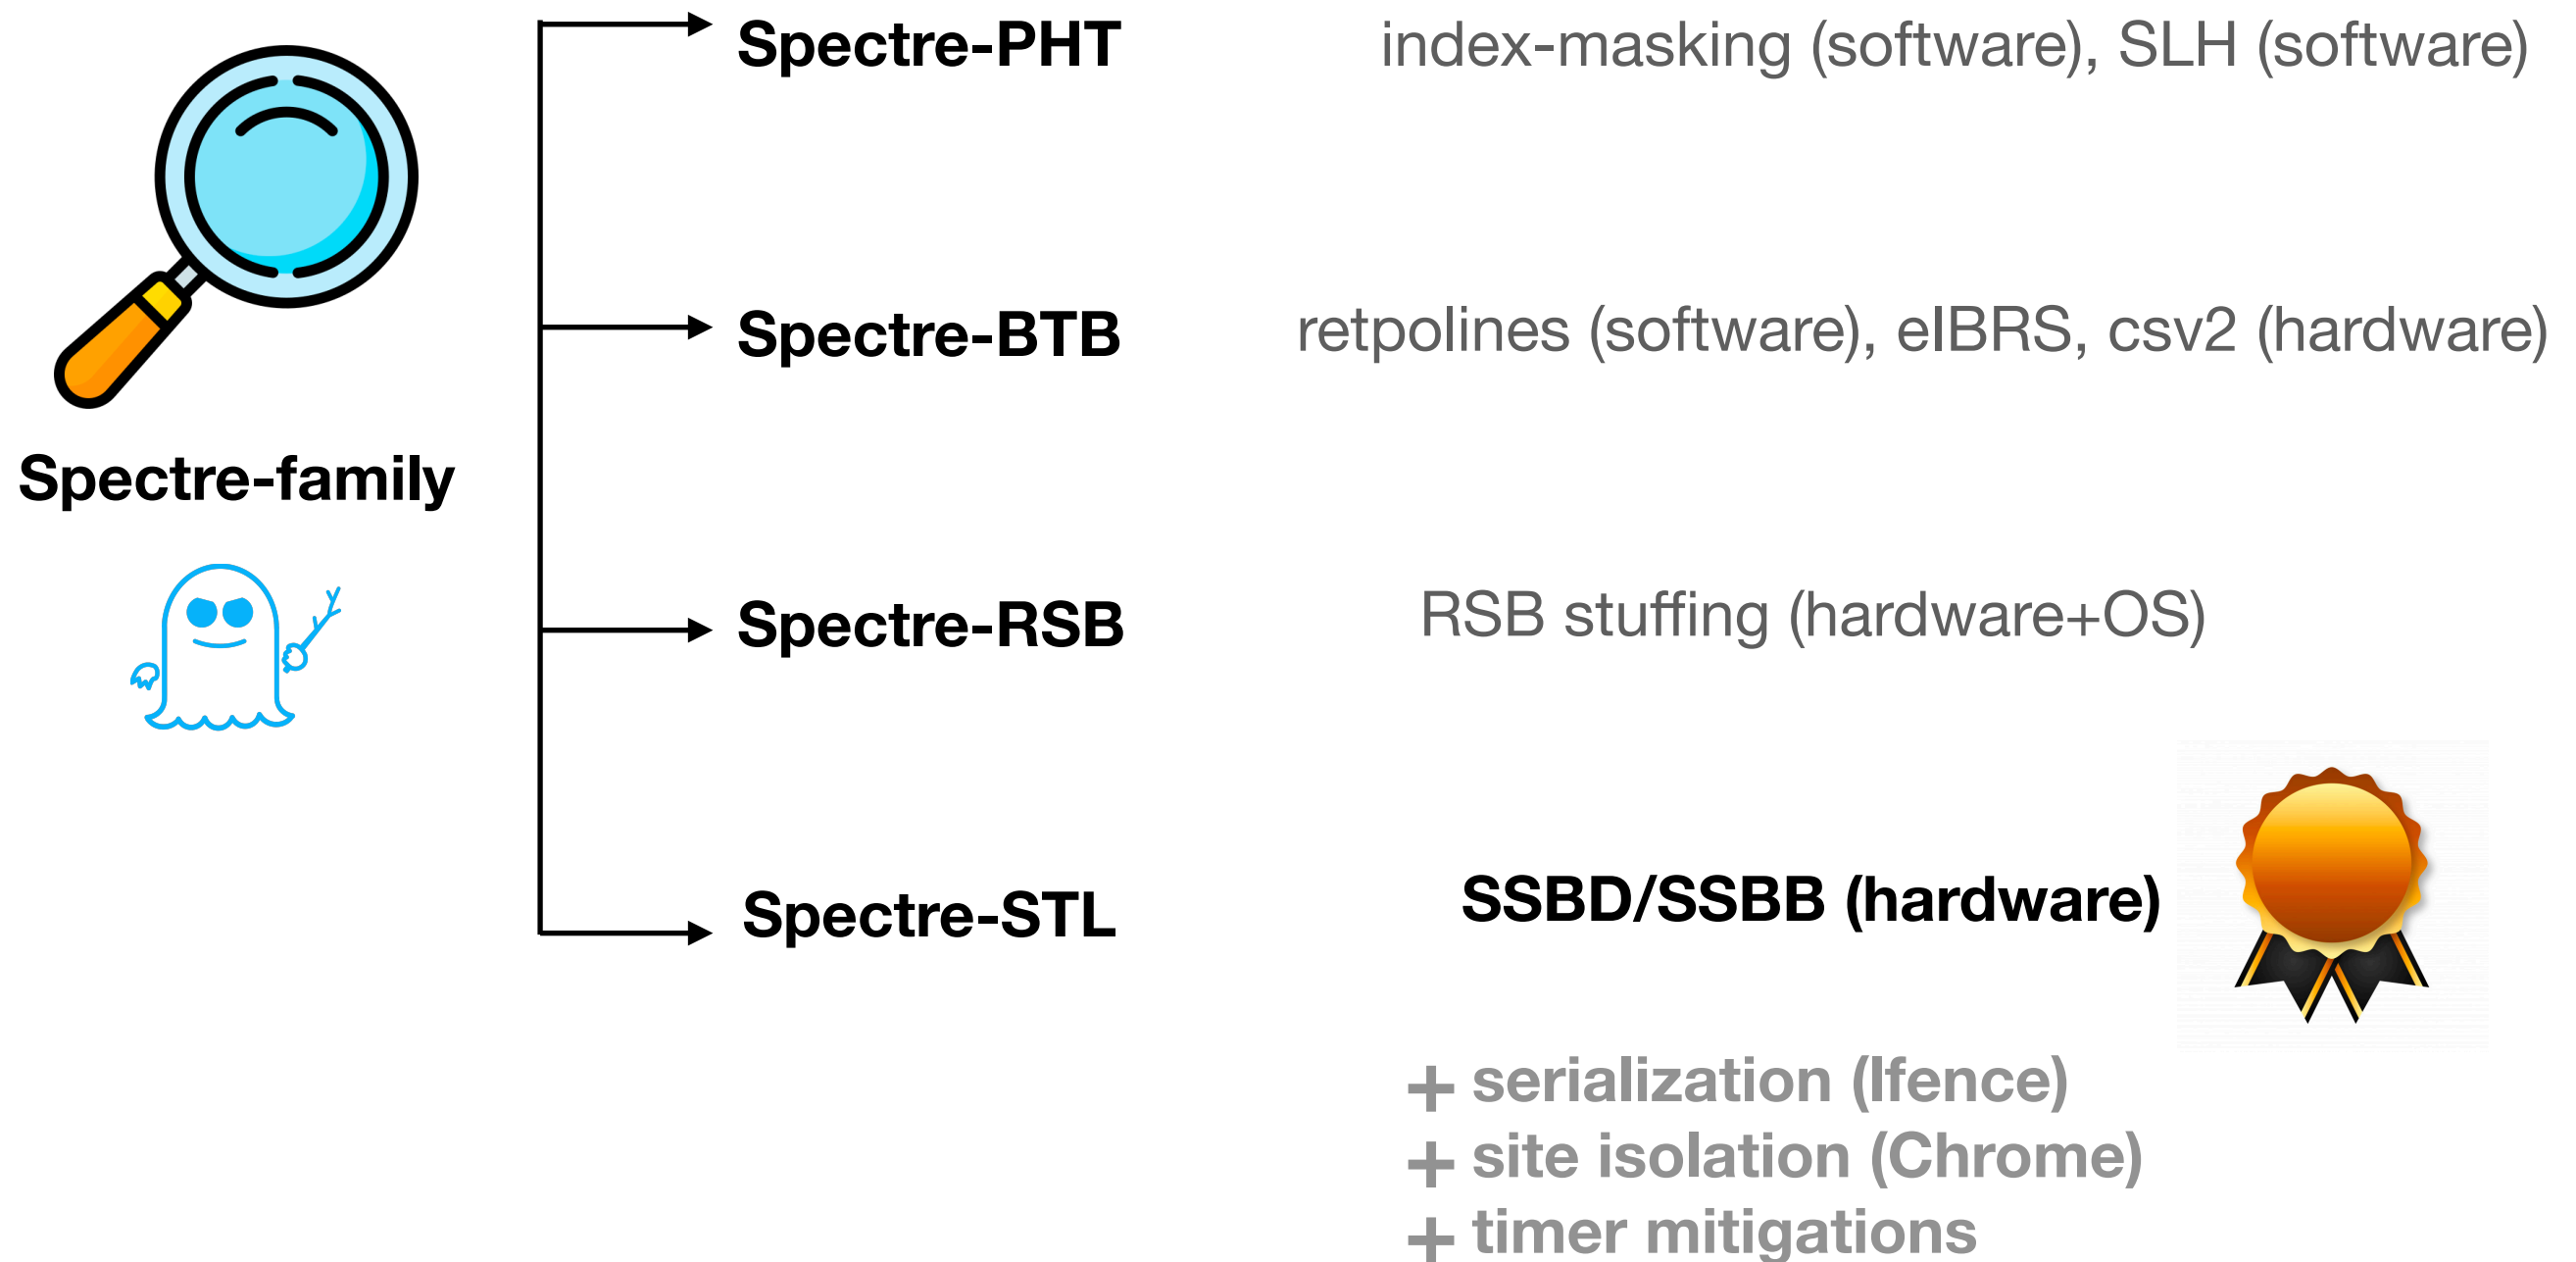 Spectre-family
Spectre-PHT
index-masking (software), SLH (software)
Spectre-BTB
retpolines (software), eIBRS, csv2 (hardware)
Spectre-RSB
RSB stuffing (hardware+OS)
Spectre-STL
SSBD/SSBB (hardware)
+ serialization (lfence)
+ site isolation (Chrome)
+ timer mitigations